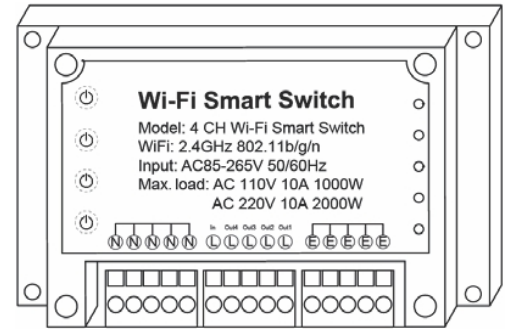 Wi-Fi Smart Switch
Model: 4 CH Wi-Fi Smart Switch
WiFi: 2.4GHz 802.11b/g/n
Input: AC85-265V 50/60Hz
Max. load: AC 110V 10A 1000W
AC 220V 10A 2000W
In Out4 Out3 Out2 Out1
N N N N N L L L L L E E E E E